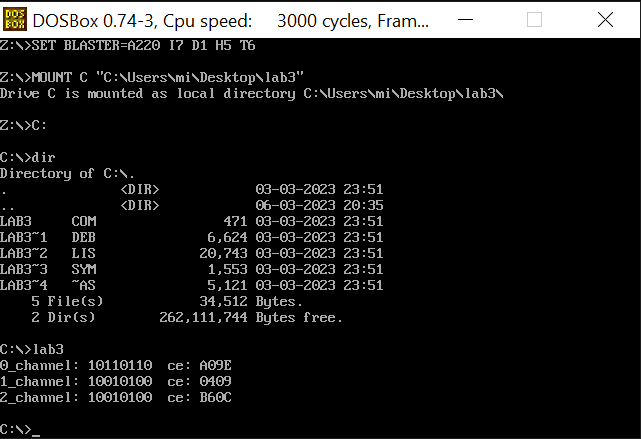 DOS BOX
DOSBox 0.74-3, Cpu speed:    3000 cycles, Fram...
Z:\>SET BLASTER=A220 I7 D1 H5 T6
Z:\>MOUNT C "C:\Users\mi\Desktop\lab3"
Drive C is mounted as local directory C:\Users\mi\Desktop\lab3\
Z:\>C:
C:\>dir
Directory of C:\.
.              <DIR>            03-03-2023 23:51
..             <DIR>            06-03-2023 20:35
LAB3     COM                471 03-03-2023 23:51
LAB3~1   DEB              6,624 03-03-2023 23:51
LAB3~2   LIS             20,743 03-03-2023 23:51
LAB3~3   SYM              1,553 03-03-2023 23:51
LAB3~4   ~AS              5,121 03-03-2023 23:51
    5 File(s)             34,512 Bytes.
    2 Dir(s)        262,111,744 Bytes free.
C:\>lab3
0_channel: 10110110  ce: A09E
1_channel: 10010100  ce: 0409
2_channel: 10010100  ce: B60C
C:\>_